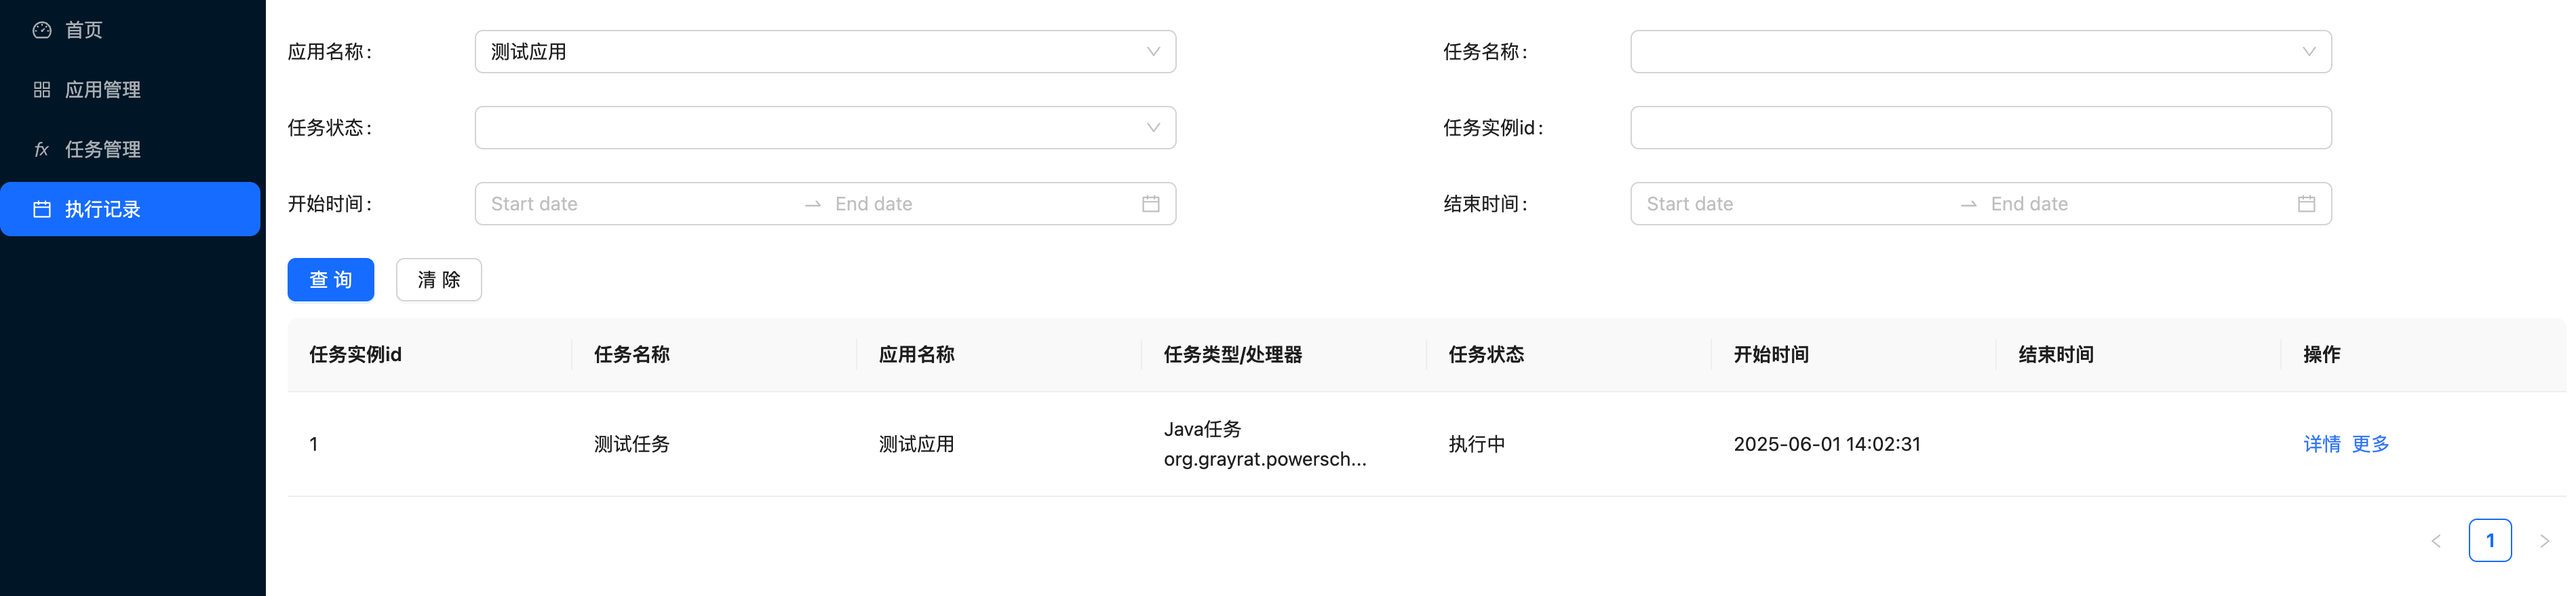 首页
应用管理
任务管理
执行记录
应用名称: 测试应用 任务名称:
任务状态: 任务实例id:
开始时间: Start date End date 结束时间: Start date End date
查 询 清 除
任务实例id 任务名称 应用名称 任务类型/处理器 任务状态 开始时间 结束时间 操作
1 测试任务 测试应用 Java任务 执行中 2025-06-01 14:02:31 详情 更多
org.grayrat.powersch...
1